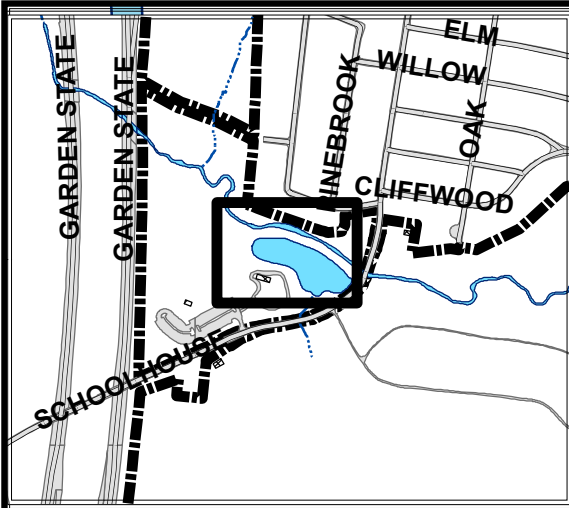 ELM
WILLOW
GARDEN STATE
GARDEN STATE
INEBROOK
OAK
CLIFFWOOD
SCHOOLHOUSE